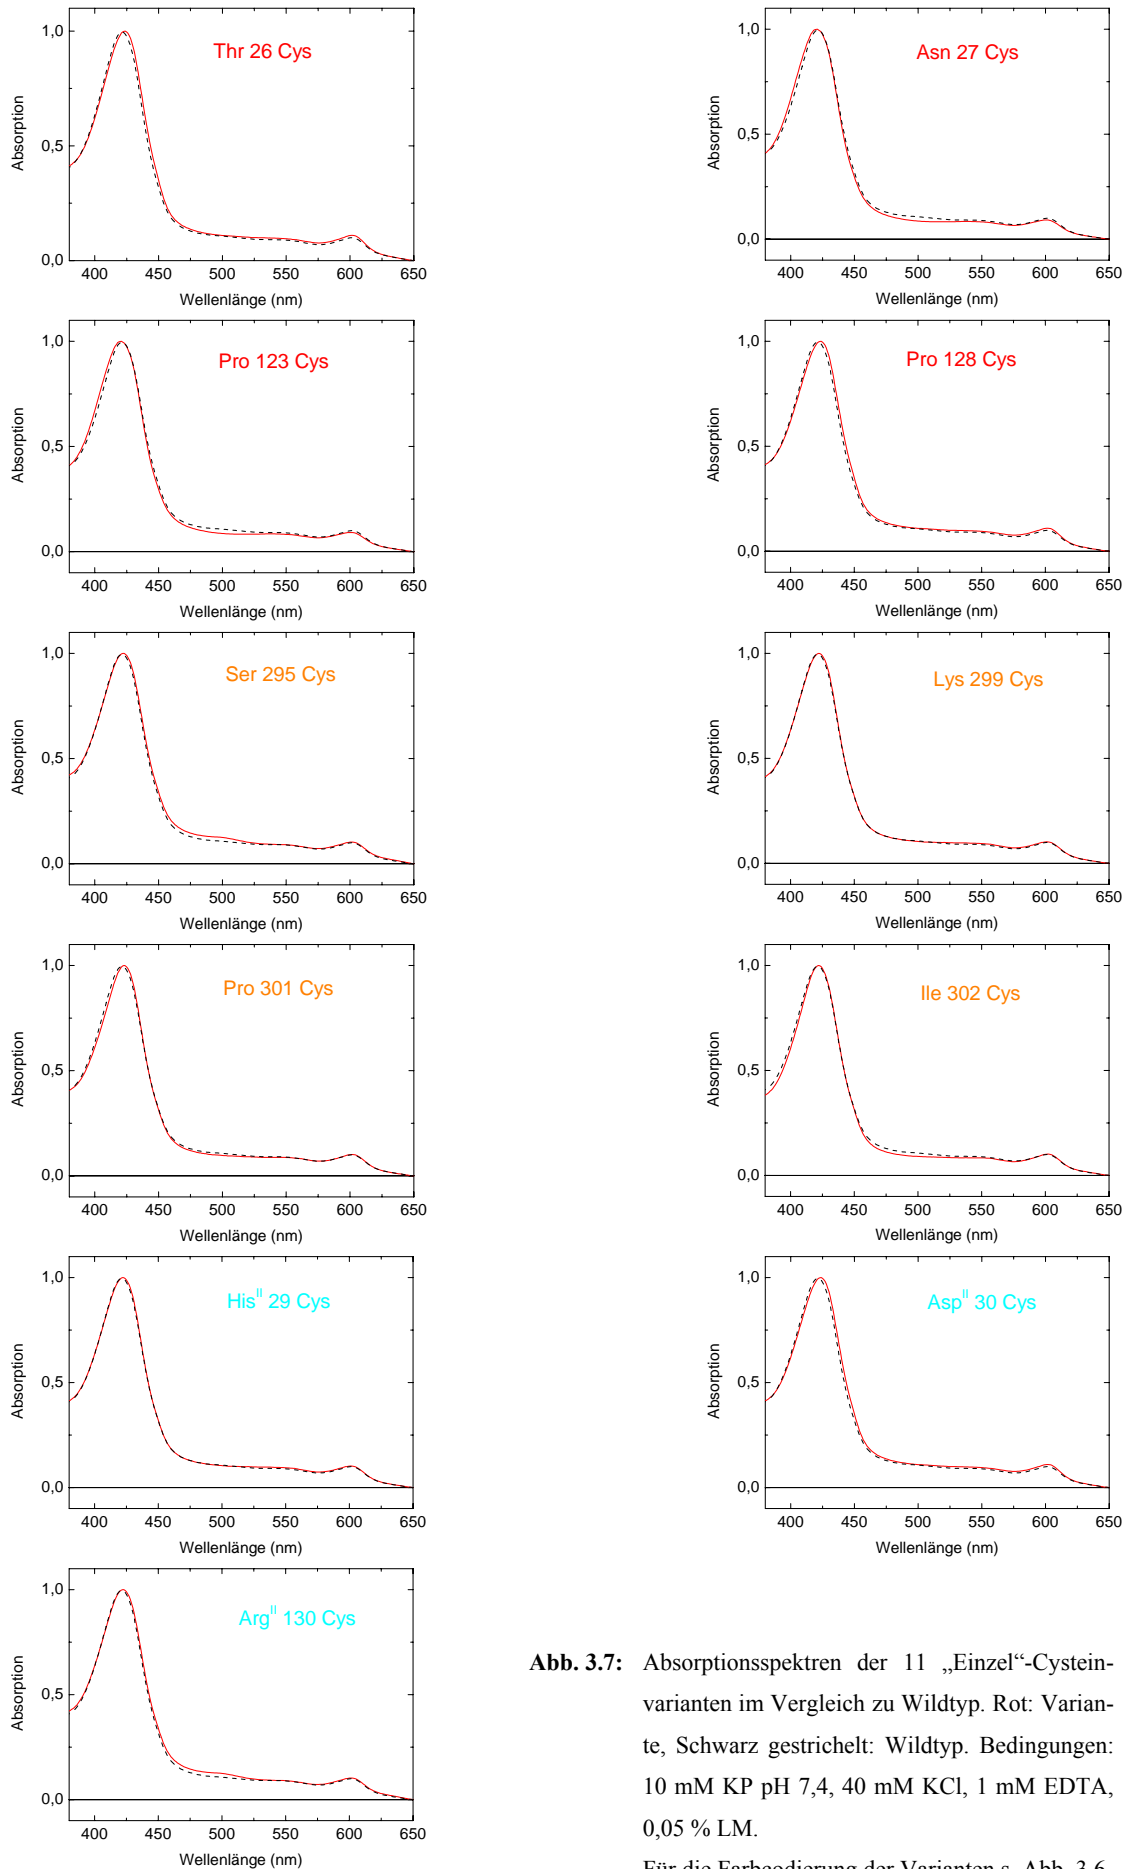 1,0
Thr 26 Cys
Absorption
0,5
0,0
400 450 500 550 600 650
Wellenlänge (nm)
1,0
Asn 27 Cys
Absorption
0,5
0,0
400 450 500 550 600 650
Wellenlänge (nm)
1,0
Pro 123 Cys
Absorption
0,5
0,0
400 450 500 550 600 650
Wellenlänge (nm)
1,0
Pro 128 Cys
Absorption
0,5
0,0
400 450 500 550 600 650
Wellenlänge (nm)
1,0
Ser 295 Cys
Absorption
0,5
0,0
400 450 500 550 600 650
Wellenlänge (nm)
1,0
Lys 299 Cys
Absorption
0,5
0,0
400 450 500 550 600 650
Wellenlänge (nm)
1,0
Pro 301 Cys
Absorption
0,5
0,0
400 450 500 550 600 650
Wellenlänge (nm)
1,0
Ile 302 Cys
Absorption
0,5
0,0
400 450 500 550 600 650
Wellenlänge (nm)
1,0
His^II 29 Cys
Absorption
0,5
0,0
400 450 500 550 600 650
Wellenlänge (nm)
1,0
Asp^II 30 Cys
Absorption
0,5
0,0
400 450 500 550 600 650
Wellenlänge (nm)
1,0
Arg^II 130 Cys
Absorption
0,5
0,0
400 450 500 550 600 650
Wellenlänge (nm)
Abb. 3.7: Absorptionsspektren der 11 „Einzel“-Cystein-
varianten im Vergleich zu Wildtyp. Rot: Varian-
te, Schwarz gestrichelt: Wildtyp. Bedingungen:
10 mM KP pH 7,4, 40 mM KCl, 1 mM EDTA,
0,05 % LM.
Für die Farbcodierung der Varianten s. Abb. 3.6